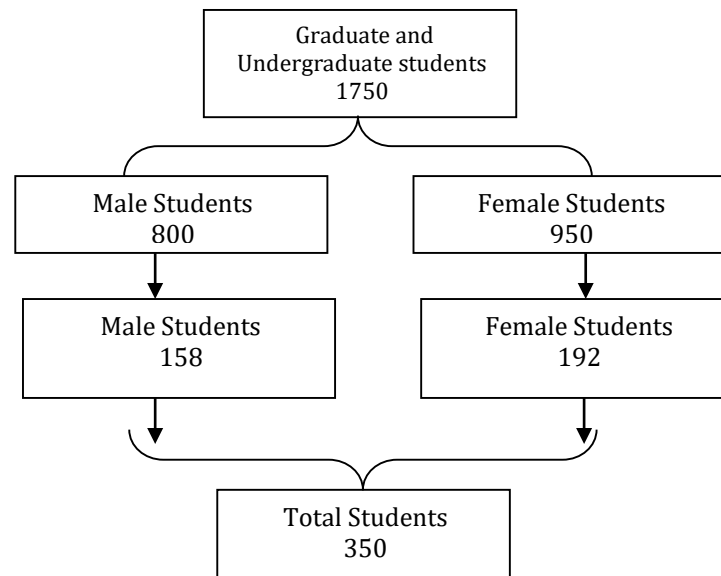 Graduate and
Undergraduate students
1750
Male Students
800
Female Students
950
Male Students
158
Female Students
192
Total Students
350